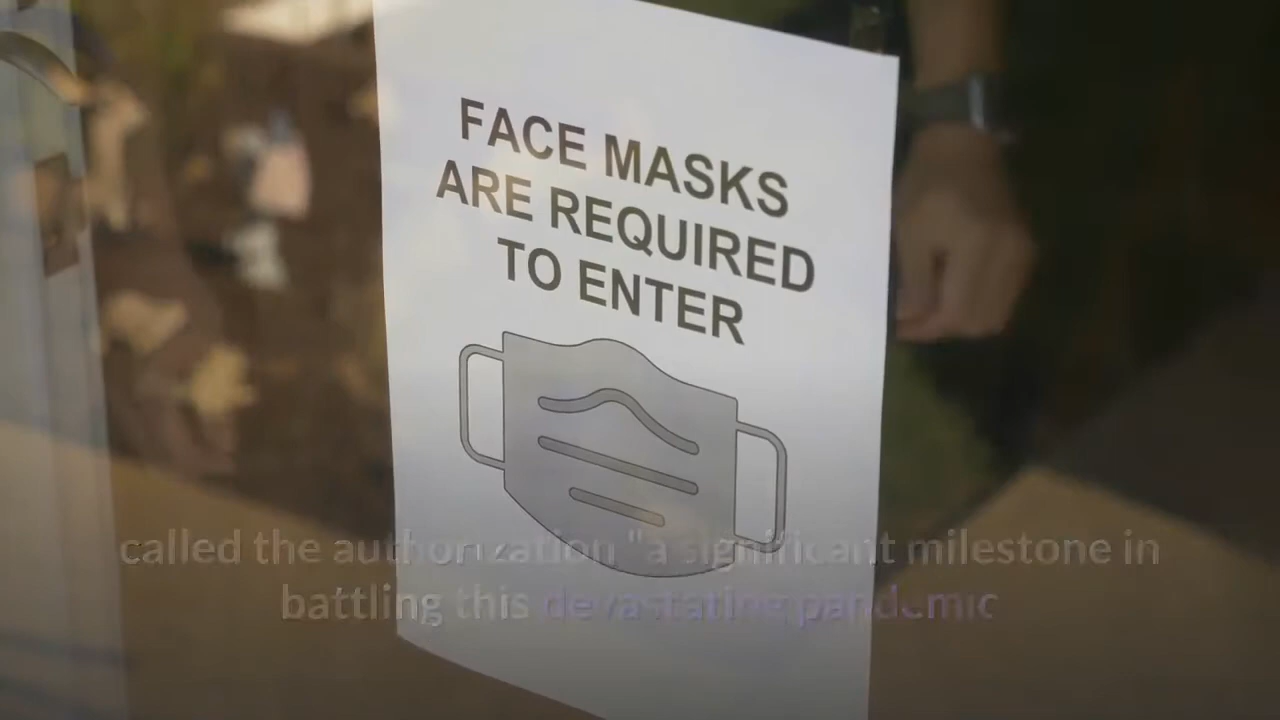 FACE MASKS
ARE REQUIRED
TO ENTER
called the authorization "a significant milestone in
battling this devastating pandemic